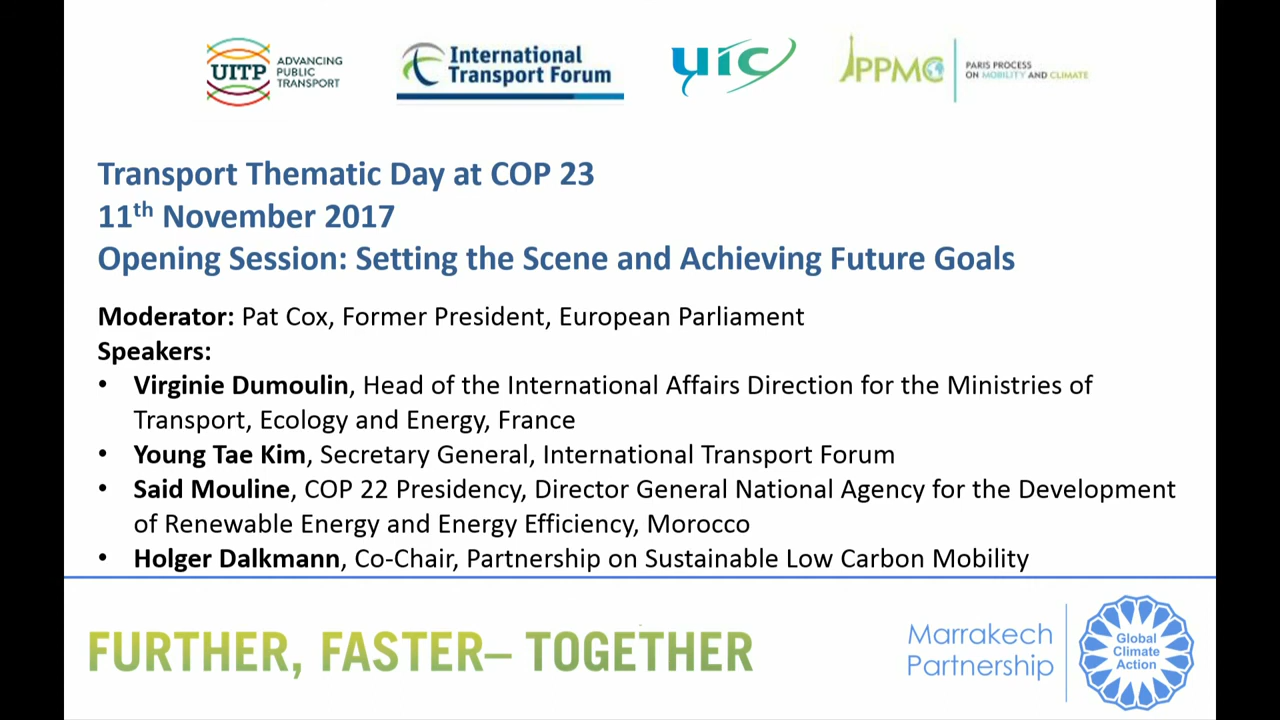 UITP
ADVANCING
PUBLIC
TRANSPORT
International
Transport Forum
uic
PPMC
PARIS PROCESS
ON MOBILITY AND CLIMATE
Transport Thematic Day at COP 23
11th November 2017
Opening Session: Setting the Scene and Achieving Future Goals
Moderator: Pat Cox, Former President, European Parliament
Speakers:
• Virginie Dumoulin, Head of the International Affairs Direction for the Ministries of
Transport, Ecology and Energy, France
• Young Tae Kim, Secretary General, International Transport Forum
• Said Mouline, COP 22 Presidency, Director General National Agency for the Development
of Renewable Energy and Energy Efficiency, Morocco
• Holger Dalkmann, Co-Chair, Partnership on Sustainable Low Carbon Mobility
FURTHER, FASTER– TOGETHER
Marrakech
Partnership
Global
Climate
Action